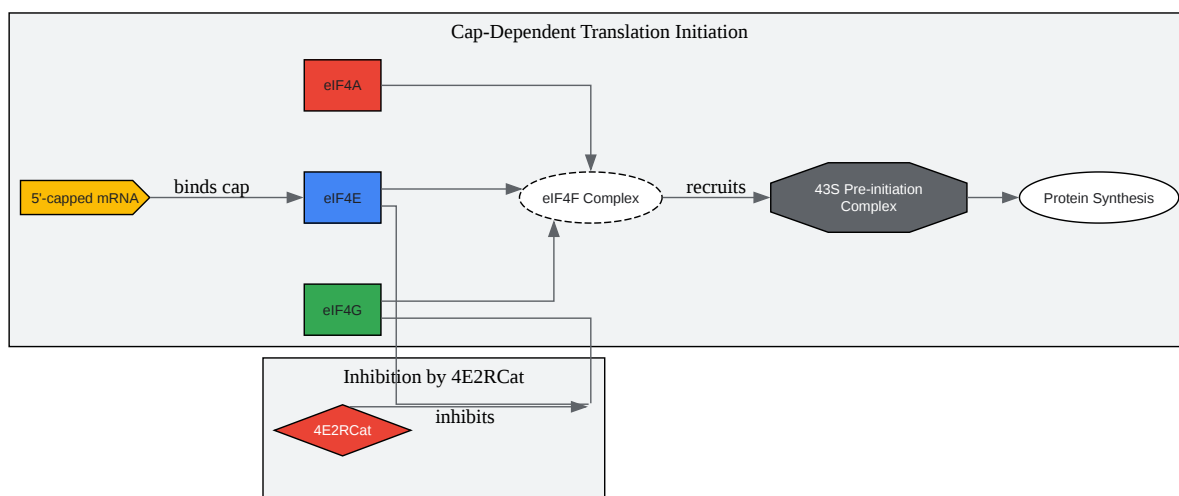 Cap-Dependent Translation Initiation
eIF4A
5'-capped mRNA
binds cap
eIF4E
eIF4F Complex
recruits
43S Pre-initiation
Complex
Protein Synthesis
eIF4G
Inhibition by 4E2RCat
inhibits
4E2RCat